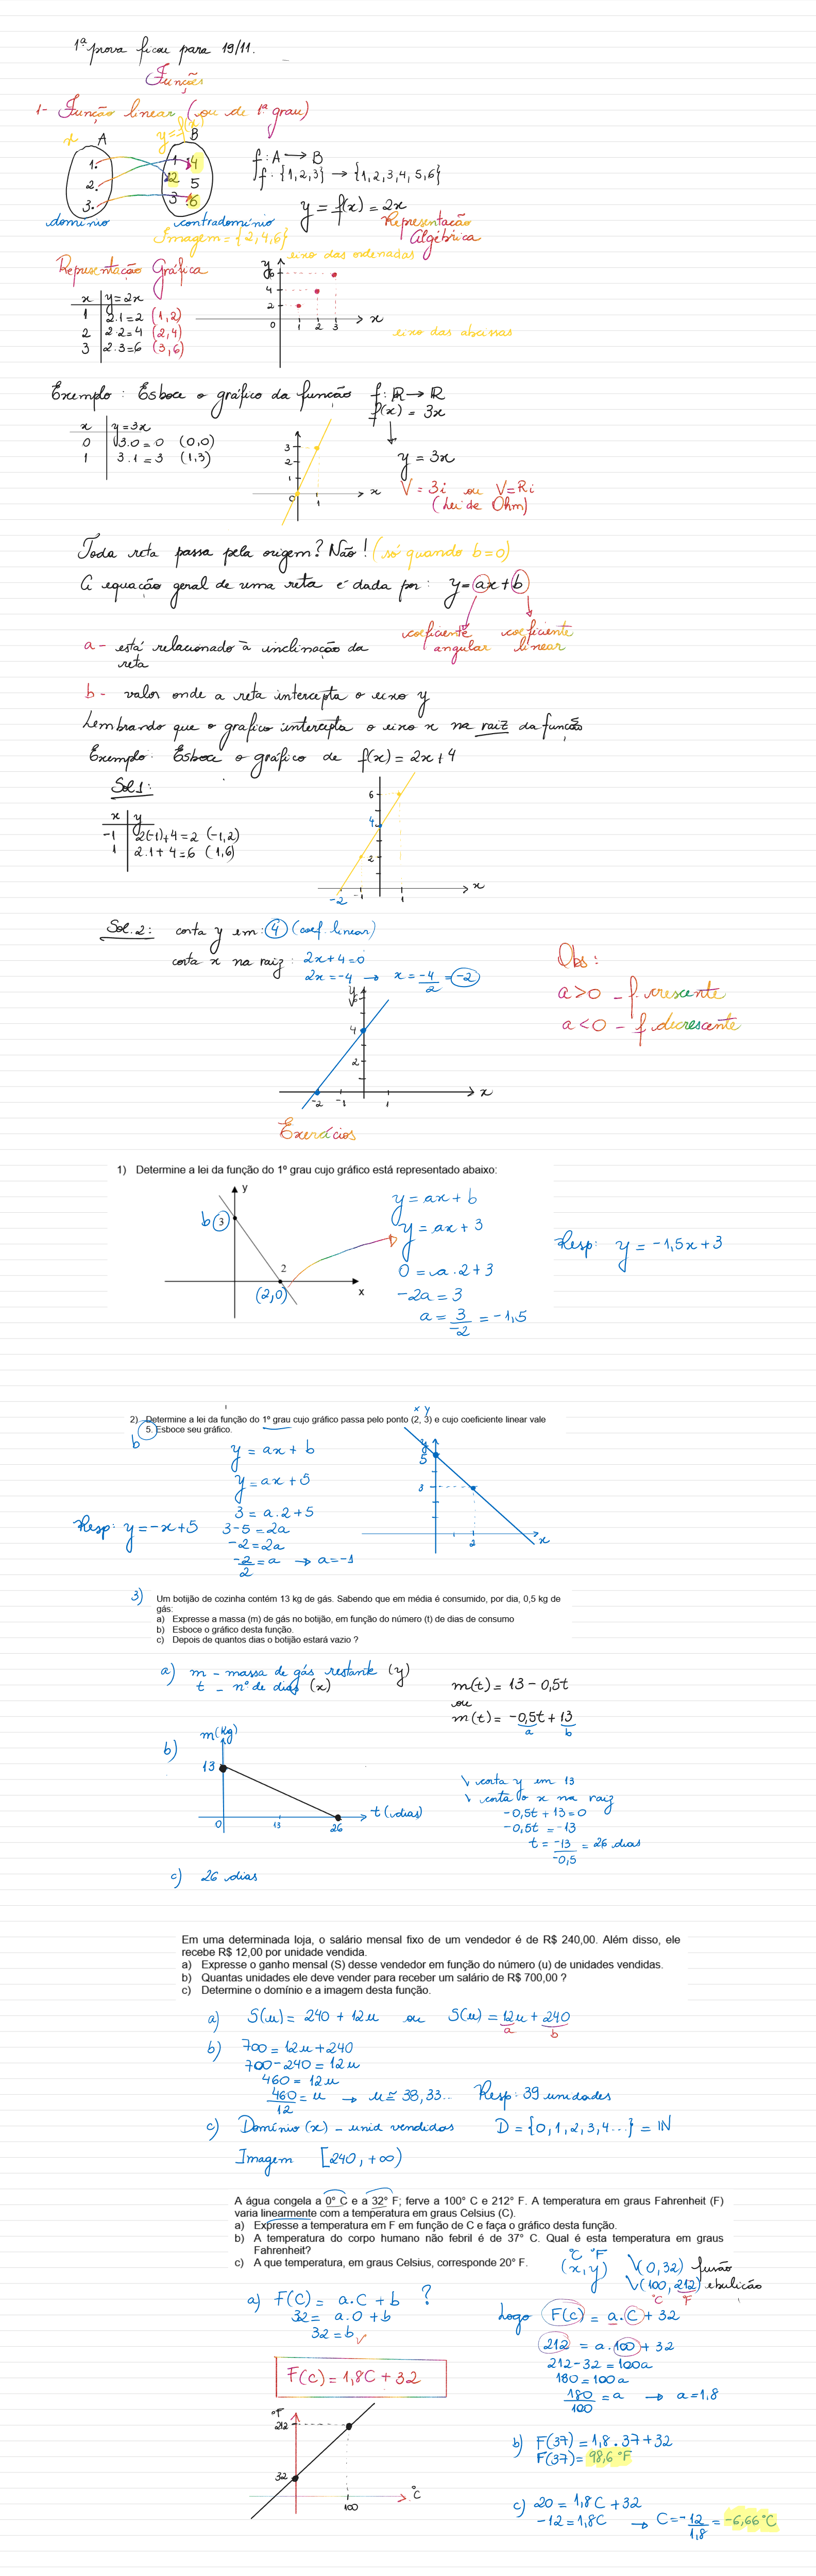 1ª prova ficou para 19/11.
Funções
1- Função linear (ou de 1º grau)
x A y=f(x) B
1. 2. 3.
1 4 2 5 3 6
domínio contradomínio
Imagem = {2,4,6}
f: A → B
f: {1,2,3} → {1,2,3,4,5,6}
y = f(x) = 2x
Representação
Algébrica
Representação Gráfica
x | y=2x
1 | 2.1=2 (1,2)
2 | 2.2=4 (2,4)
3 | 2.3=6 (3,6)
eixo das ordenadas
y
6
4
2
0 1 2 3 x
eixo das abcissas
Exemplo: Esboce o gráfico da função f: R → R
f(x) = 3x
x | y=3x
0 | 3.0=0 (0,0)
1 | 3.1=3 (1,3)
3
2
1
0 1 x
y = 3x
V = 3i ou V=Ri
(Lei de Ohm)
Toda reta passa pela origem? Não! (só quando b=0)
A equação geral de uma reta é dada por: y=ax+b
coeficiente angular
coeficiente linear
a - está relacionado à inclinação da
reta
b - valor onde a reta intercepta o eixo y
Lembrando que o gráfico intercepta o eixo x na raiz da função
Exemplo: Esboce o gráfico de f(x) = 2x+4
Sol 1:
x | y
-1 | 2(-1)+4=2 (-1,2)
1 | 2.1+4=6 (1,6)
6
4
2
-2 -1 1 x
Sol. 2: corta y em: 4 (coef. linear)
corta x na raiz: 2x+4=0
2x=-4 → x = -4/2 = -2
y
4
2
-2 -1 1 x
Obs:
a>0 - f. crescente
a<0 - f. decrescente
Exercícios
1) Determine a lei da função do 1º grau cujo gráfico está representado abaixo:
y
b 3
2
(2,0) x
y = ax + b
y = ax + 3
0 = a.2+3
-2a = 3
a = 3/-2 = -1,5
Resp: y = -1,5x+3
x y
2) Determine a lei da função do 1º grau cujo gráfico passa pelo ponto (2, 3) e cujo coeficiente linear vale
5. Esboce seu gráfico.
b
y = ax + b
y = ax + 5
3 = a.2+5
3-5 = 2a
-2 = 2a
-2/2 = a → a=-1
Resp: y=-x+5
y
5
3
2 x
3) Um botijão de cozinha contém 13 kg de gás. Sabendo que em média é consumido, por dia, 0,5 kg de
gás:
a) Expresse a massa (m) de gás no botijão, em função do número (t) de dias de consumo
b) Esboce o gráfico desta função.
c) Depois de quantos dias o botijão estará vazio ?
a) m - massa de gás restante (y)
t - nº de dias (x)
m(t) = 13 - 0,5t
ou
m(t) = -0,5t + 13
a b
b) m(kg)
13
0 13 26 t (dias)
√ corta y em 13
√ corta o x na raiz
-0,5t + 13 = 0
-0,5t = -13
t = -13/-0,5 = 26 dias
c) 26 dias
Em uma determinada loja, o salário mensal fixo de um vendedor é de R$ 240,00. Além disso, ele
recebe R$ 12,00 por unidade vendida.
a) Expresse o ganho mensal (S) desse vendedor em função do número (u) de unidades vendidas.
b) Quantas unidades ele deve vender para receber um salário de R$ 700,00 ?
c) Determine o domínio e a imagem desta função.
a) S(u) = 240 + 12u ou S(u) = 12u + 240
a b
b) 700 = 12u+240
700-240 = 12u
460 = 12u
460/12 = u → u ≅ 38,33... Resp: 39 unidades
c) Domínio (x) - unid vendidas D = {0,1,2,3,4...} = N
Imagem [240, +∞)
A água congela a 0° C e a 32° F; ferve a 100° C e 212° F. A temperatura em graus Fahrenheit (F)
varia linearmente com a temperatura em graus Celsius (C).
a) Expresse a temperatura em F em função de C e faça o gráfico desta função.
b) A temperatura do corpo humano não febril é de 37° C. Qual é esta temperatura em graus
Fahrenheit?
c) A que temperatura, em graus Celsius, corresponde 20° F.
°C °F
(x,y) √(0,32) fusão
√(100,212) ebulição
°C °F
a) F(C) = a.C + b ?
32 = a.0+b
32 = b √
F(C) = 1,8C + 32
Logo F(C) = a.C + 32
212 = a.100 + 32
212-32 = 100a
180 = 100a
180/100 = a → a=1,8
°F
212
32
100 °C
b) F(37) = 1,8.37+32
F(37) = 98,6°F
c) 20 = 1,8C+32
-12 = 1,8C → C = -12/1,8 = -6,66°C